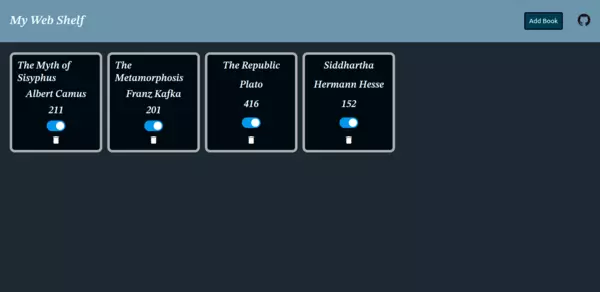 My Web Shelf
Add Book
The Myth of
Sisyphus
Albert Camus
211
The
Metamorphosis
Franz Kafka
201
The Republic
Plato
416
Siddhartha
Hermann Hesse
152